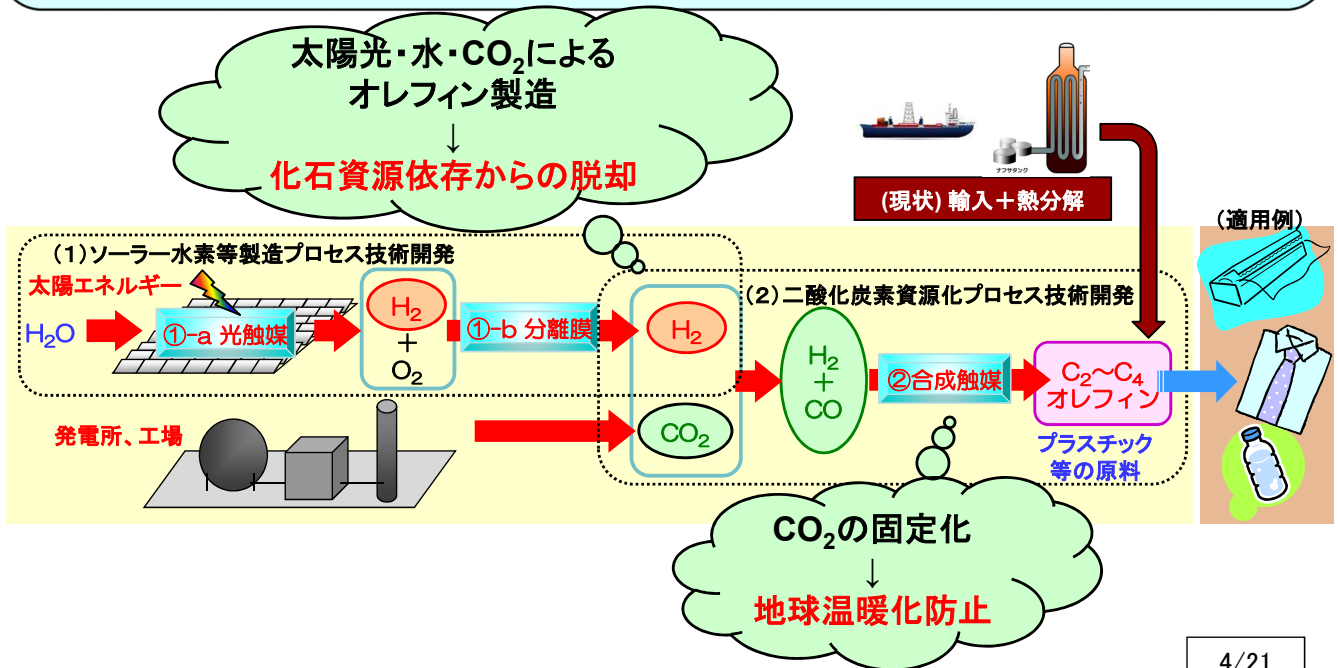 太陽光・水・CO₂による
オレフィン製造
↓
化石資源依存からの脱却
ナフサタンク
(現状) 輸入＋熱分解
（適用例）
（1）ソーラー水素等製造プロセス技術開発
太陽エネルギー
H₂O
①-a 光触媒
H₂
+
O₂
①-b 分離膜
（2）二酸化炭素資源化プロセス技術開発
H₂
CO₂
H₂
+
CO
②合成触媒
C₂～C₄
オレフィン
プラスチック
等の原料
発電所、工場
CO₂の固定化
↓
地球温暖化防止
4/21